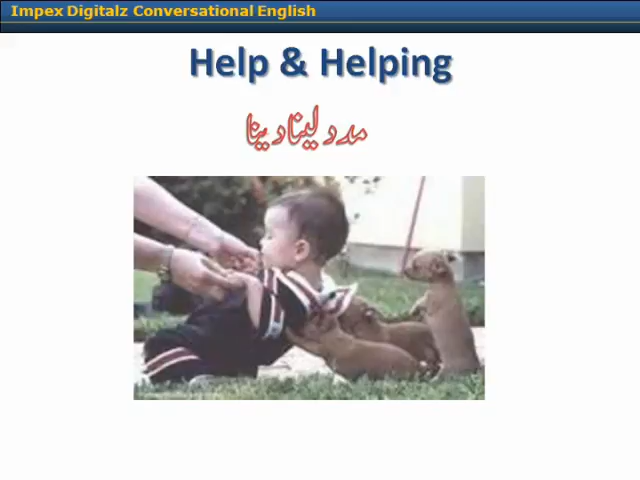 Impex Digitalz Conversational English
Help & Helping
مدد لینا دینا